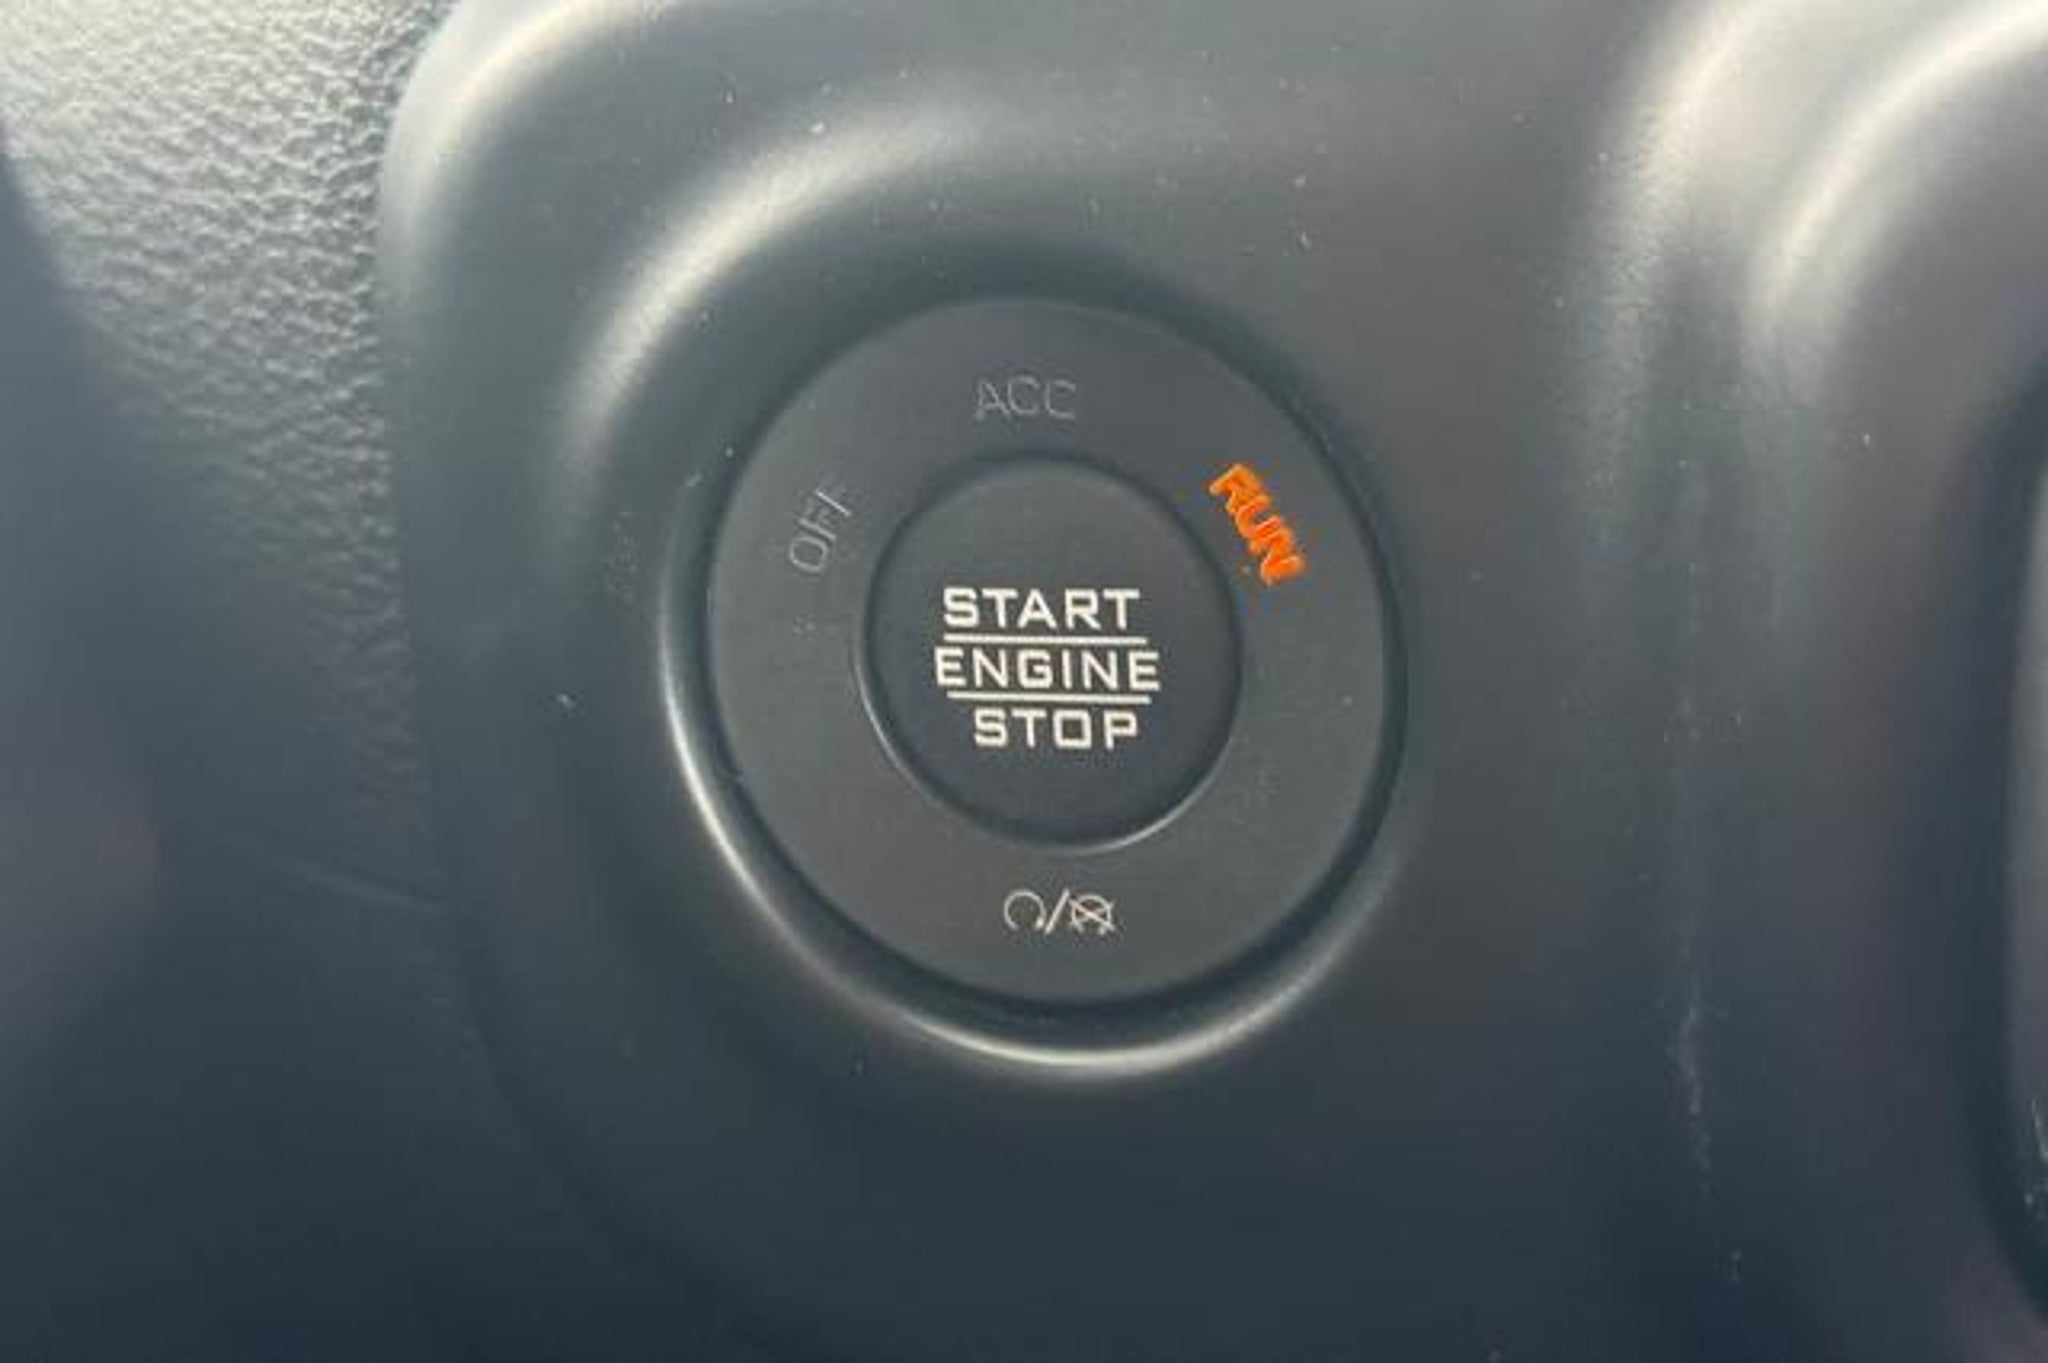 ACC
OFF
RUN
START
ENGINE
STOP